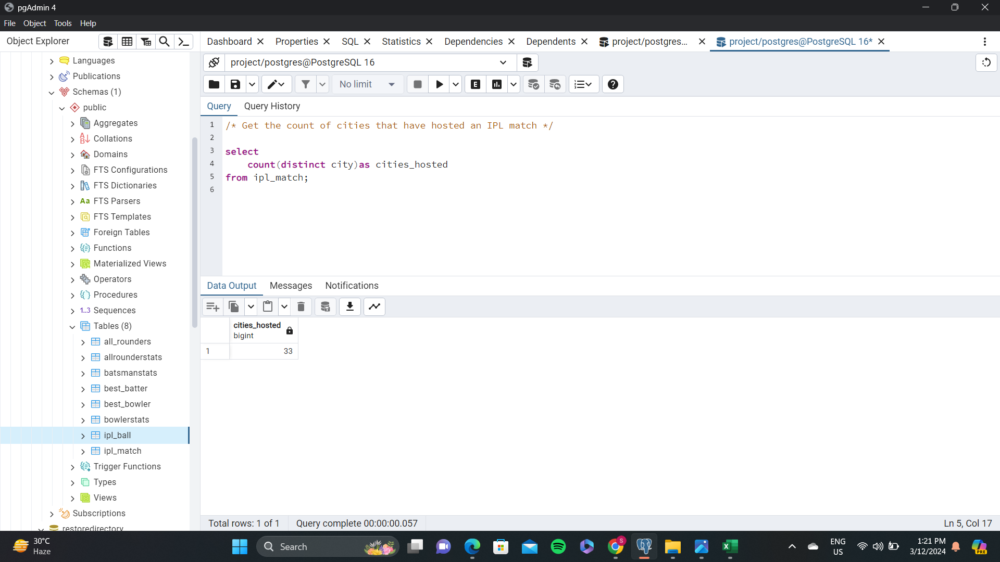 pgAdmin 4
File Object Tools Help
Object Explorer
Dashboard Properties SQL Statistics Dependencies Dependents project/postgres... project/postgres@PostgreSQL 16*
project/postgres@PostgreSQL 16
No limit
E
Query Query History
1 /* Get the count of cities that have hosted an IPL match */
2
3 select
4 count(distinct city)as cities_hosted
5 from ipl_match;
6
Languages
Publications
Schemas (1)
public
Aggregates
Collations
Domains
FTS Configurations
FTS Dictionaries
Aa FTS Parsers
FTS Templates
Foreign Tables
Functions
Materialized Views
Operators
Procedures
1..3 Sequences
Tables (8)
all_rounders
allrounderstats
batsmanstats
best_batter
best_bowler
bowlerstats
ipl_ball
ipl_match
Trigger Functions
Types
Views
Subscriptions
restoredirectory
Data Output Messages Notifications
cities_hosted
bigint
1 33
Total rows: 1 of 1 Query complete 00:00:00.057 Ln 5, Col 17
30°C
Haze
Search
S
ENG
US
1:21 PM
3/12/2024
PRE